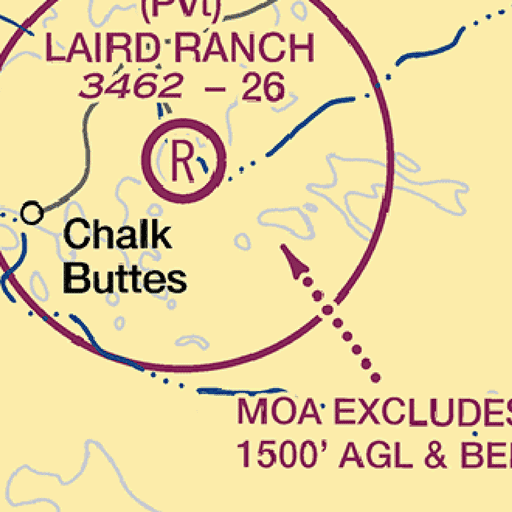 (Pvt)
LAIRD RANCH
3462 - 26
R
Chalk
Buttes
MOA EXCLUDES
1500' AGL &